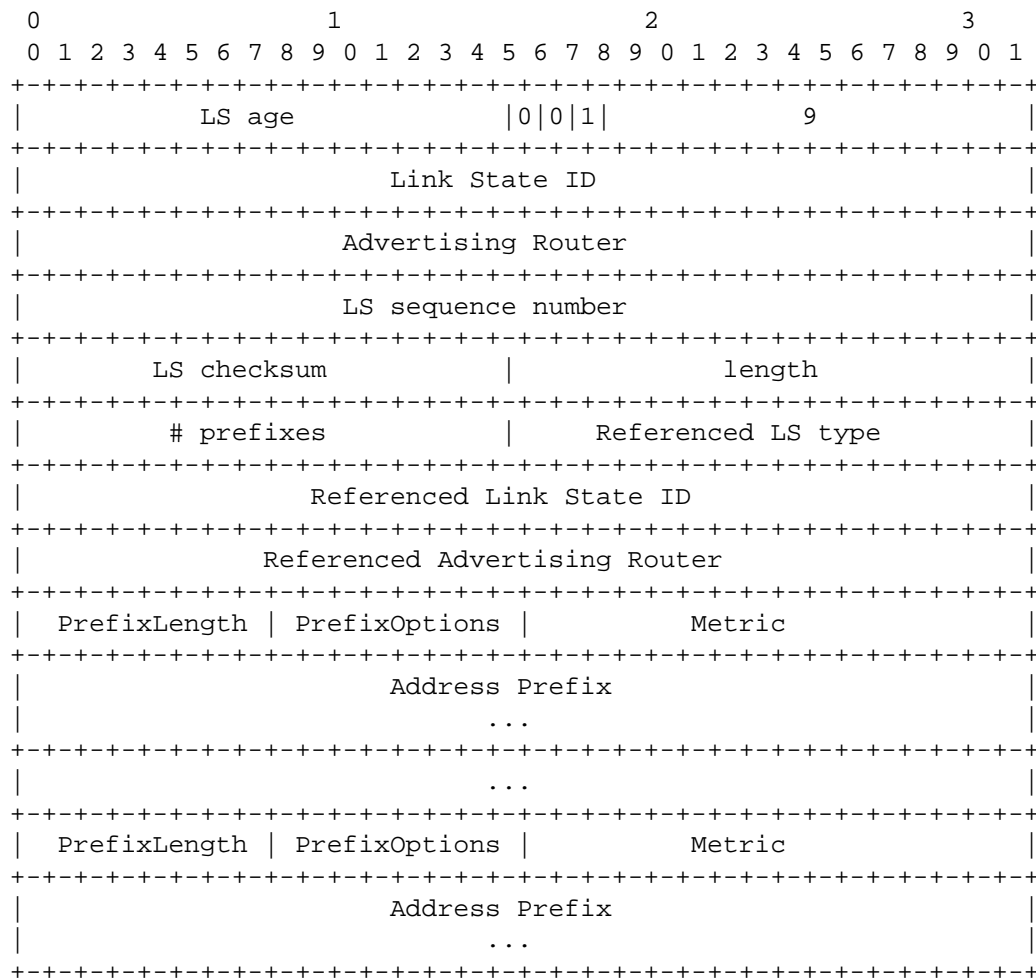 0                   1                   2                   3
0 1 2 3 4 5 6 7 8 9 0 1 2 3 4 5 6 7 8 9 0 1 2 3 4 5 6 7 8 9 0 1
+-+-+-+-+-+-+-+-+-+-+-+-+-+-+-+-+-+-+-+-+-+-+-+-+-+-+-+-+-+-+-+-+
|           LS age             |0|0|1|            9            |
+-+-+-+-+-+-+-+-+-+-+-+-+-+-+-+-+-+-+-+-+-+-+-+-+-+-+-+-+-+-+-+-+
|                       Link State ID                           |
+-+-+-+-+-+-+-+-+-+-+-+-+-+-+-+-+-+-+-+-+-+-+-+-+-+-+-+-+-+-+-+-+
|                    Advertising Router                         |
+-+-+-+-+-+-+-+-+-+-+-+-+-+-+-+-+-+-+-+-+-+-+-+-+-+-+-+-+-+-+-+-+
|                    LS sequence number                         |
+-+-+-+-+-+-+-+-+-+-+-+-+-+-+-+-+-+-+-+-+-+-+-+-+-+-+-+-+-+-+-+-+
|        LS checksum           |             length             |
+-+-+-+-+-+-+-+-+-+-+-+-+-+-+-+-+-+-+-+-+-+-+-+-+-+-+-+-+-+-+-+-+
|         # prefixes           |     Referenced LS type         |
+-+-+-+-+-+-+-+-+-+-+-+-+-+-+-+-+-+-+-+-+-+-+-+-+-+-+-+-+-+-+-+-+
|                  Referenced Link State ID                     |
+-+-+-+-+-+-+-+-+-+-+-+-+-+-+-+-+-+-+-+-+-+-+-+-+-+-+-+-+-+-+-+-+
|               Referenced Advertising Router                   |
+-+-+-+-+-+-+-+-+-+-+-+-+-+-+-+-+-+-+-+-+-+-+-+-+-+-+-+-+-+-+-+-+
|  PrefixLength | PrefixOptions |          Metric               |
+-+-+-+-+-+-+-+-+-+-+-+-+-+-+-+-+-+-+-+-+-+-+-+-+-+-+-+-+-+-+-+-+
|                       Address Prefix                          |
|                             ...                               |
+-+-+-+-+-+-+-+-+-+-+-+-+-+-+-+-+-+-+-+-+-+-+-+-+-+-+-+-+-+-+-+-+
|                             ...                               |
+-+-+-+-+-+-+-+-+-+-+-+-+-+-+-+-+-+-+-+-+-+-+-+-+-+-+-+-+-+-+-+-+
|  PrefixLength | PrefixOptions |          Metric               |
+-+-+-+-+-+-+-+-+-+-+-+-+-+-+-+-+-+-+-+-+-+-+-+-+-+-+-+-+-+-+-+-+
|                       Address Prefix                          |
|                             ...                               |
+-+-+-+-+-+-+-+-+-+-+-+-+-+-+-+-+-+-+-+-+-+-+-+-+-+-+-+-+-+-+-+-+